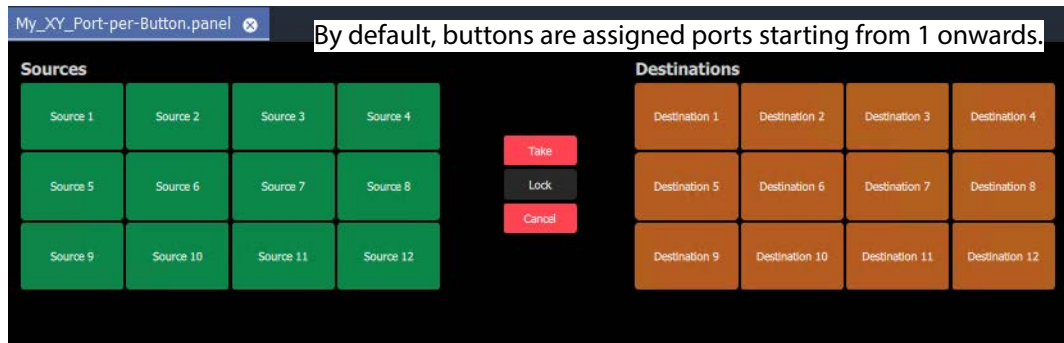 My_XY_Port-per-Button.panel
By default, buttons are assigned ports starting from 1 onwards.
Sources
Source 1 Source 2 Source 3 Source 4
Source 5 Source 6 Source 7 Source 8
Source 9 Source 10 Source 11 Source 12
Take
Lock
Cancel
Destinations
Destination 1 Destination 2 Destination 3 Destination 4
Destination 5 Destination 6 Destination 7 Destination 8
Destination 9 Destination 10 Destination 11 Destination 12